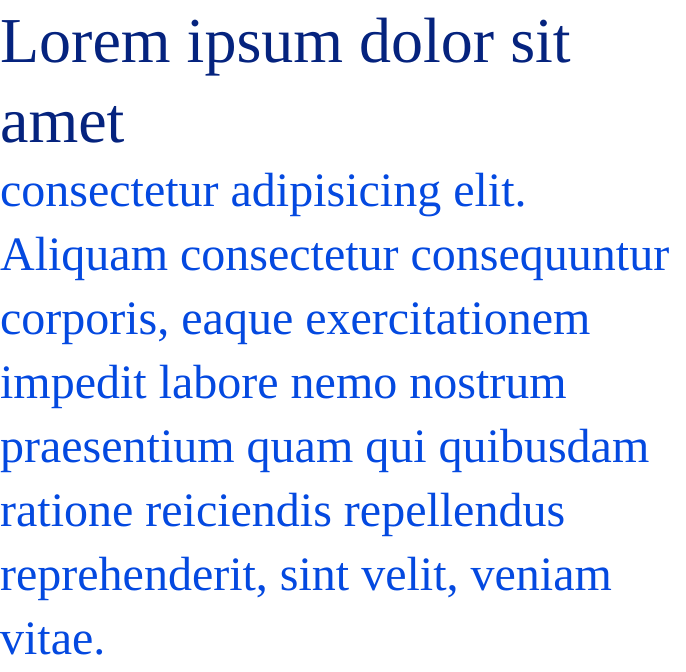 Lorem ipsum dolor sit
amet
consectetur adipisicing elit.
Aliquam consectetur consequuntur
corporis, eaque exercitationem
impedit labore nemo nostrum
praesentium quam qui quibusdam
ratione reiciendis repellendus
reprehenderit, sint velit, veniam
vitae.